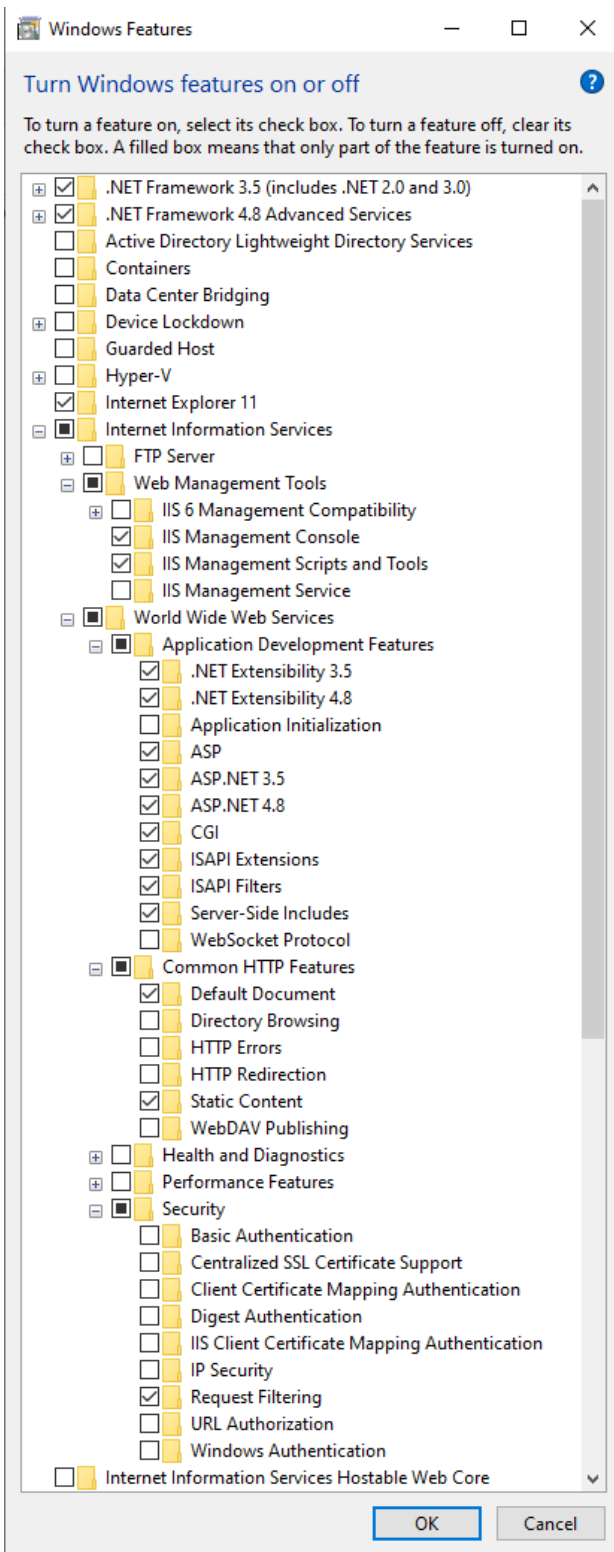 Windows Features
Turn Windows features on or off
?
To turn a feature on, select its check box. To turn a feature off, clear its
check box. A filled box means that only part of the feature is turned on.
.NET Framework 3.5 (includes .NET 2.0 and 3.0)
.NET Framework 4.8 Advanced Services
Active Directory Lightweight Directory Services
Containers
Data Center Bridging
Device Lockdown
Guarded Host
Hyper-V
Internet Explorer 11
Internet Information Services
FTP Server
Web Management Tools
IIS 6 Management Compatibility
IIS Management Console
IIS Management Scripts and Tools
IIS Management Service
World Wide Web Services
Application Development Features
.NET Extensibility 3.5
.NET Extensibility 4.8
Application Initialization
ASP
ASP.NET 3.5
ASP.NET 4.8
CGI
ISAPI Extensions
ISAPI Filters
Server-Side Includes
WebSocket Protocol
Common HTTP Features
Default Document
Directory Browsing
HTTP Errors
HTTP Redirection
Static Content
WebDAV Publishing
Health and Diagnostics
Performance Features
Security
Basic Authentication
Centralized SSL Certificate Support
Client Certificate Mapping Authentication
Digest Authentication
IIS Client Certificate Mapping Authentication
IP Security
Request Filtering
URL Authorization
Windows Authentication
Internet Information Services Hostable Web Core
OK
Cancel